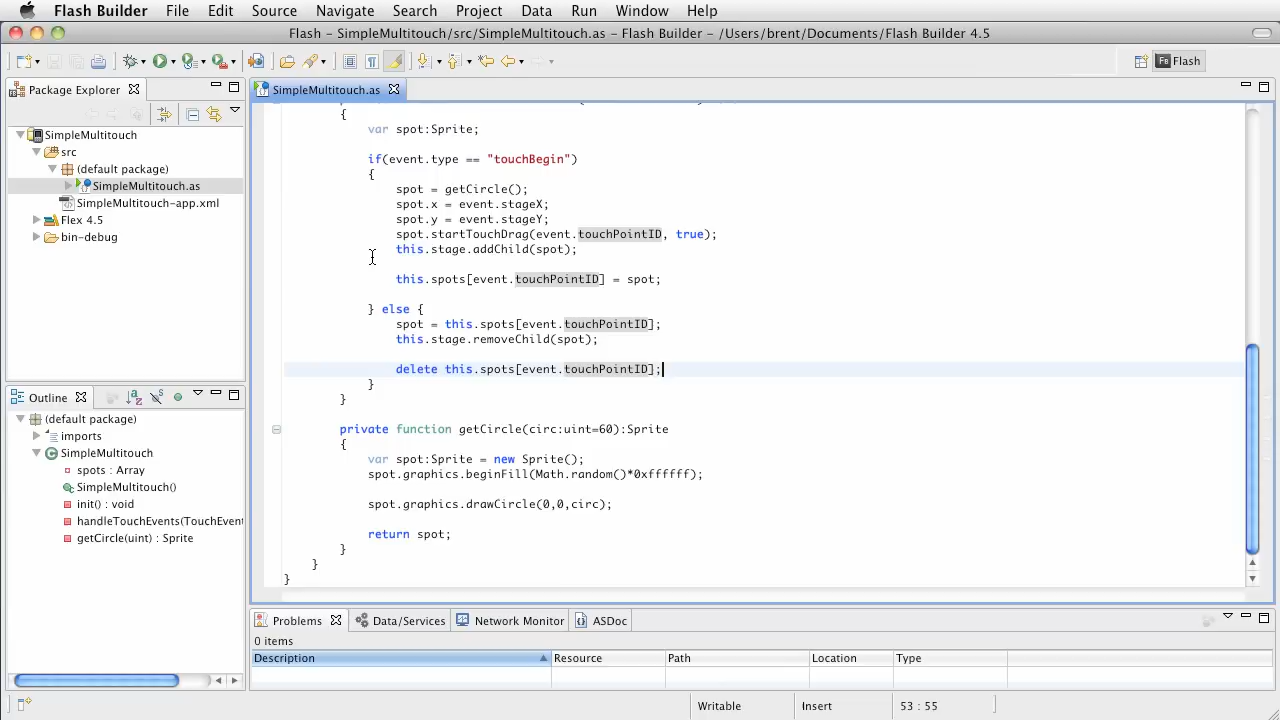 Flash Builder File Edit Source Navigate Search Project Data Run Window Help
Flash – SimpleMultitouch/src/SimpleMultitouch.as – Flash Builder – /Users/brent/Documents/Flash Builder 4.5
Flash
Package Explorer
SimpleMultitouch
src
(default package)
SimpleMultitouch.as
SimpleMultitouch-app.xml
Flex 4.5
bin-debug
Outline
(default package)
imports
SimpleMultitouch
spots : Array
SimpleMultitouch()
init() : void
handleTouchEvents(TouchEvent
getCircle(uint) : Sprite
SimpleMultitouch.as
{
var spot:Sprite;
if(event.type == "touchBegin")
{
spot = getCircle();
spot.x = event.stageX;
spot.y = event.stageY;
spot.startTouchDrag(event.touchPointID, true);
this.stage.addChild(spot);
this.spots[event.touchPointID] = spot;
} else {
spot = this.spots[event.touchPointID];
this.stage.removeChild(spot);
delete this.spots[event.touchPointID];
}
}
private function getCircle(circ:uint=60):Sprite
{
var spot:Sprite = new Sprite();
spot.graphics.beginFill(Math.random()*0xffffff);
spot.graphics.drawCircle(0,0,circ);
return spot;
}
}
}
Problems Data/Services Network Monitor ASDoc
0 items
Description Resource Path Location Type
Writable Insert 53 : 55